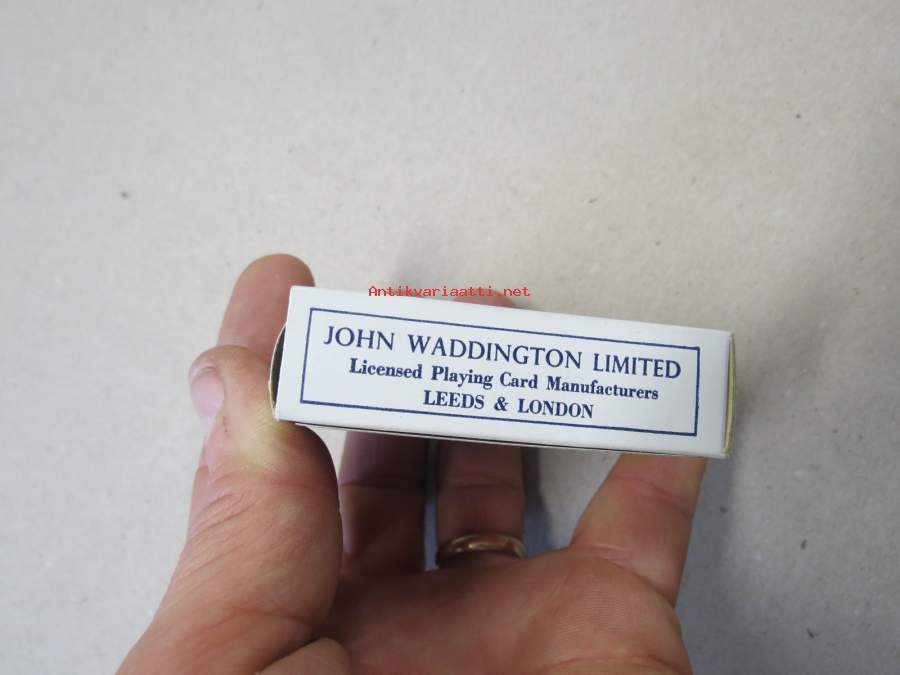 Antikvariaatti.net
JOHN WADDINGTON LIMITED
Licensed Playing Card Manufacturers
LEEDS & LONDON